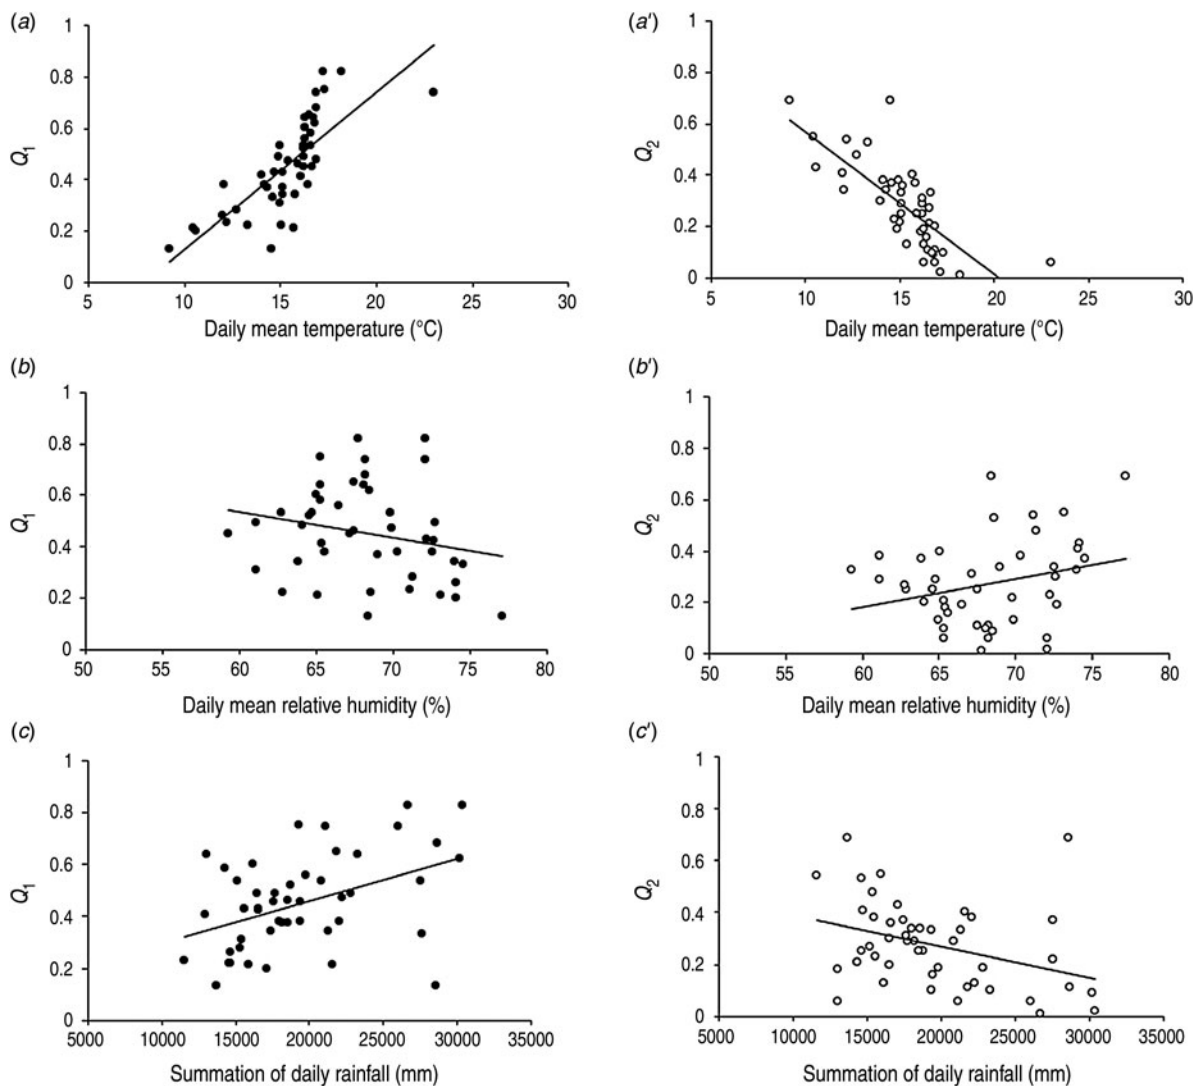 (a)
1
0.8
0.6
0.4
0.2
0
Q1
5 10 15 20 25 30
Daily mean temperature (°C)
(a′)
1
0.8
0.6
0.4
0.2
0
Q2
5 10 15 20 25 30
Daily mean temperature (°C)
(b)
1
0.8
0.6
0.4
0.2
0
Q1
50 55 60 65 70 75 80
Daily mean relative humidity (%)
(b′)
1
0.8
0.6
0.4
0.2
0
Q2
50 55 60 65 70 75 80
Daily mean relative humidity (%)
(c)
1
0.8
0.6
0.4
0.2
0
Q1
5000 10000 15000 20000 25000 30000 35000
Summation of daily rainfall (mm)
(c′)
1
0.8
0.6
0.4
0.2
0
Q2
5000 10000 15000 20000 25000 30000 35000
Summation of daily rainfall (mm)